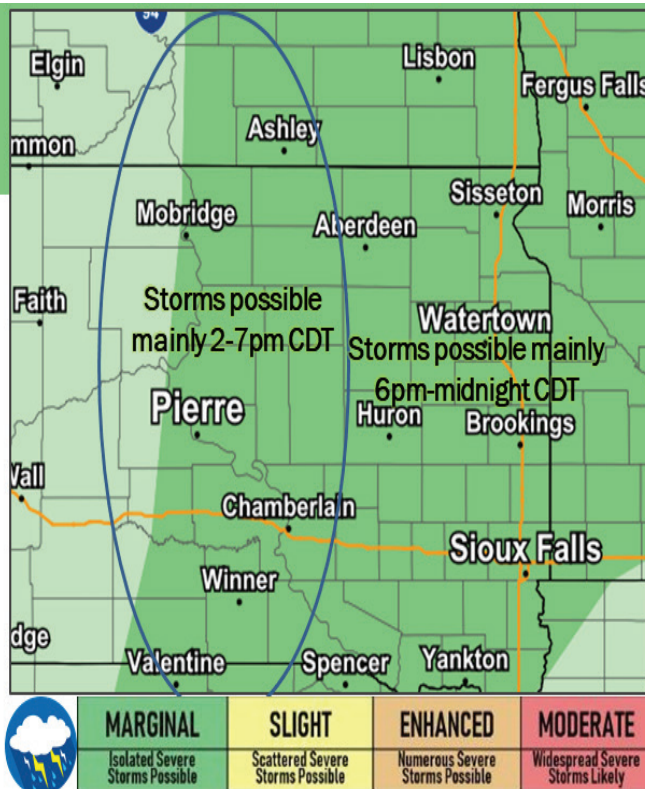 94
Elgin
Lisbon
Fergus Falls
Ashley
mmon
Sisseton
Mobridge
Morris
Aberdeen
Faith
Storms possible
mainly 2-7pm CDT
Watertown
Storms possible mainly
6pm-midnight CDT
Pierre
Huron
Brookings
Wall
Chamberlain
Sioux Falls
Winner
dge
Valentine
Spencer
Yankton
MARGINAL
Isolated Severe
Storms Possible
SLIGHT
Scattered Severe
Storms Possible
ENHANCED
Numerous Severe
Storms Possible
MODERATE
Widespread Severe
Storms Likely